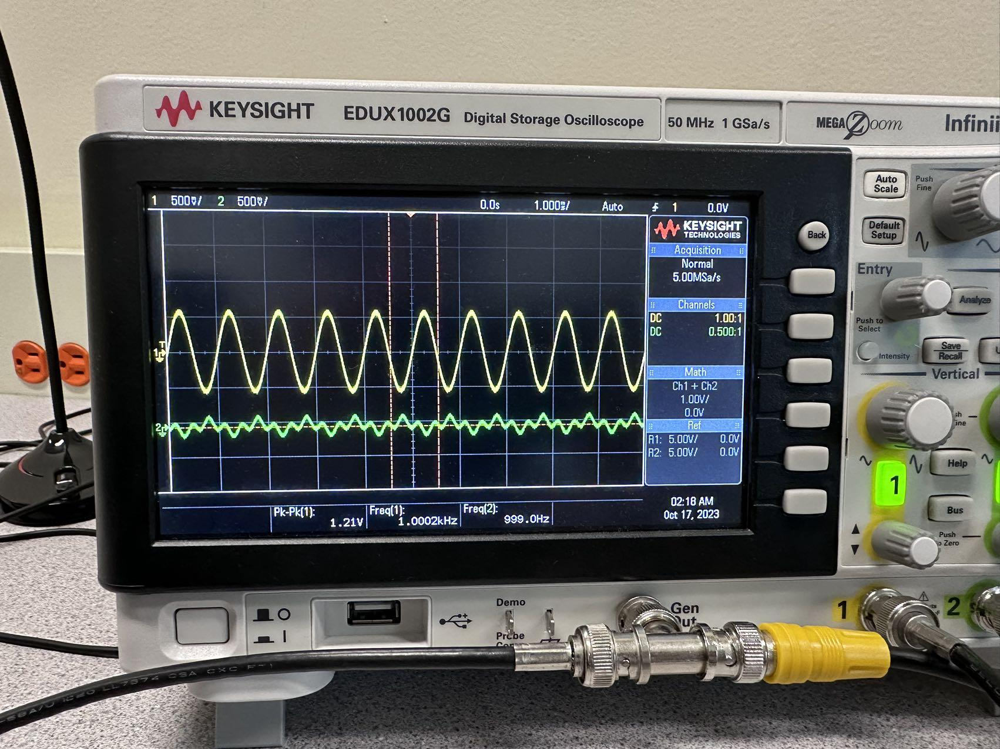 KEYSIGHT EDUX1002G Digital Storage Oscilloscope 50 MHz 1 GSa/s MEGA Zoom
1 500mV/ 2 500mV/ 0.0s 1.000ms/ Auto 1 0.0V
KEYSIGHT
TECHNOLOGIES
Acquisition
Normal
5.00MSa/s
Channels
DC 1.00:1
DC 0.500:1
Math
Ch1 + Ch2
1.00V/
0.0V
Ref
R1: 5.00V/ 0.0V
R2: 5.00V/ 0.0V
02:18 AM
Oct 17, 2023
T
1
2
Pk-Pk(1):
1.21V
Freq(1):
1.0002kHz
Freq(2):
999.0Hz
Back
Auto
Scale
Push
Fine
Default
Setup
Entry
Analyze
Push to
Select
Intensity
Save
Recall
Vertical
Help
1
Bus
Push
Zero
Demo
Probe
Gen
1
2